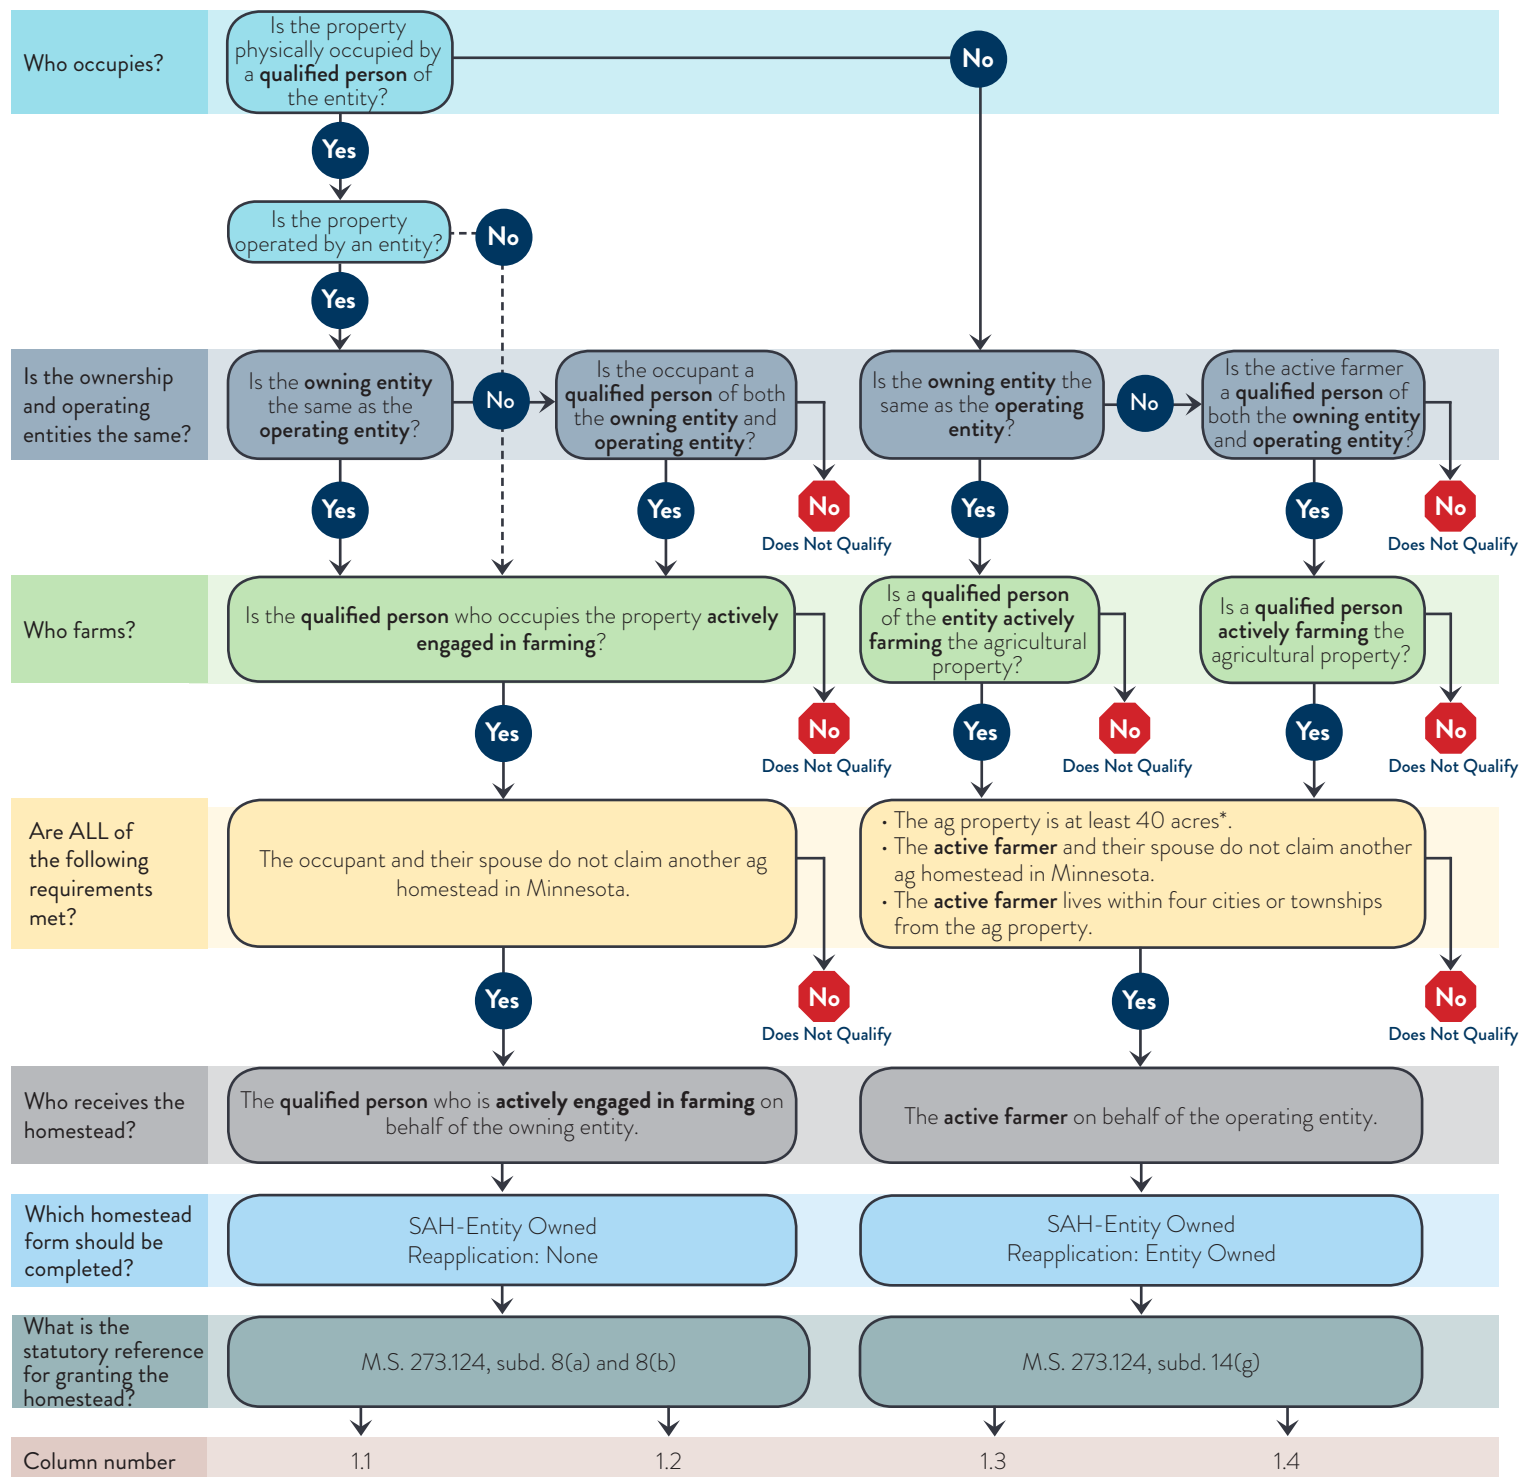 Who occupies?
Is the property
physically occupied by
a qualified person of
the entity?
No
Yes
Is the property
operated by an entity?
No
Yes
Is the ownership
and operating
entities the same?
Is the owning entity
the same as the
operating entity?
No
Is the occupant a
qualified person of both
the owning entity and
operating entity?
Is the owning entity the
same as the operating
entity?
No
Is the active farmer
a qualified person of
both the owning entity
and operating entity?
Yes
Yes
No
Does Not Qualify
Yes
Yes
No
Does Not Qualify
Who farms?
Is the qualified person who occupies the property actively
engaged in farming?
Is a qualified person
of the entity actively
farming the agricultural
property?
Is a qualified person
actively farming the
agricultural property?
Yes
No
Does Not Qualify
Yes
No
Does Not Qualify
Yes
No
Does Not Qualify
Are ALL of
the following
requirements
met?
The occupant and their spouse do not claim another ag
homestead in Minnesota.
• The ag property is at least 40 acres*.
• The active farmer and their spouse do not claim another
ag homestead in Minnesota.
• The active farmer lives within four cities or townships
from the ag property.
Yes
No
Does Not Qualify
Yes
No
Does Not Qualify
Who receives the
homestead?
The qualified person who is actively engaged in farming on
behalf of the owning entity.
The active farmer on behalf of the operating entity.
Which homestead
form should be
completed?
SAH-Entity Owned
Reapplication: None
SAH-Entity Owned
Reapplication: Entity Owned
What is the
statutory reference
for granting the
homestead?
M.S. 273.124, subd. 8(a) and 8(b)
M.S. 273.124, subd. 14(g)
Column number
1.1
1.2
1.3
1.4